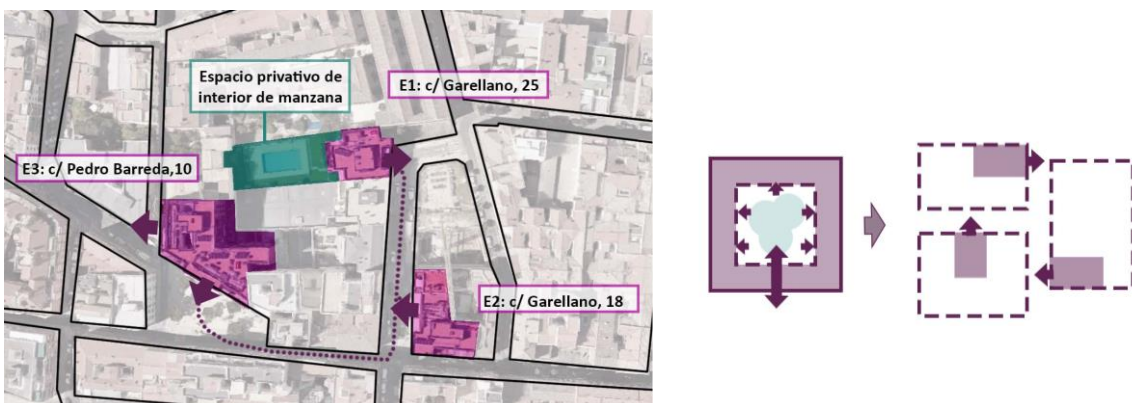 Espacio privativo de
interior de manzana
E1: c/ Garellano, 25
E3: c/ Pedro Barreda,10
E2: c/ Garellano, 18